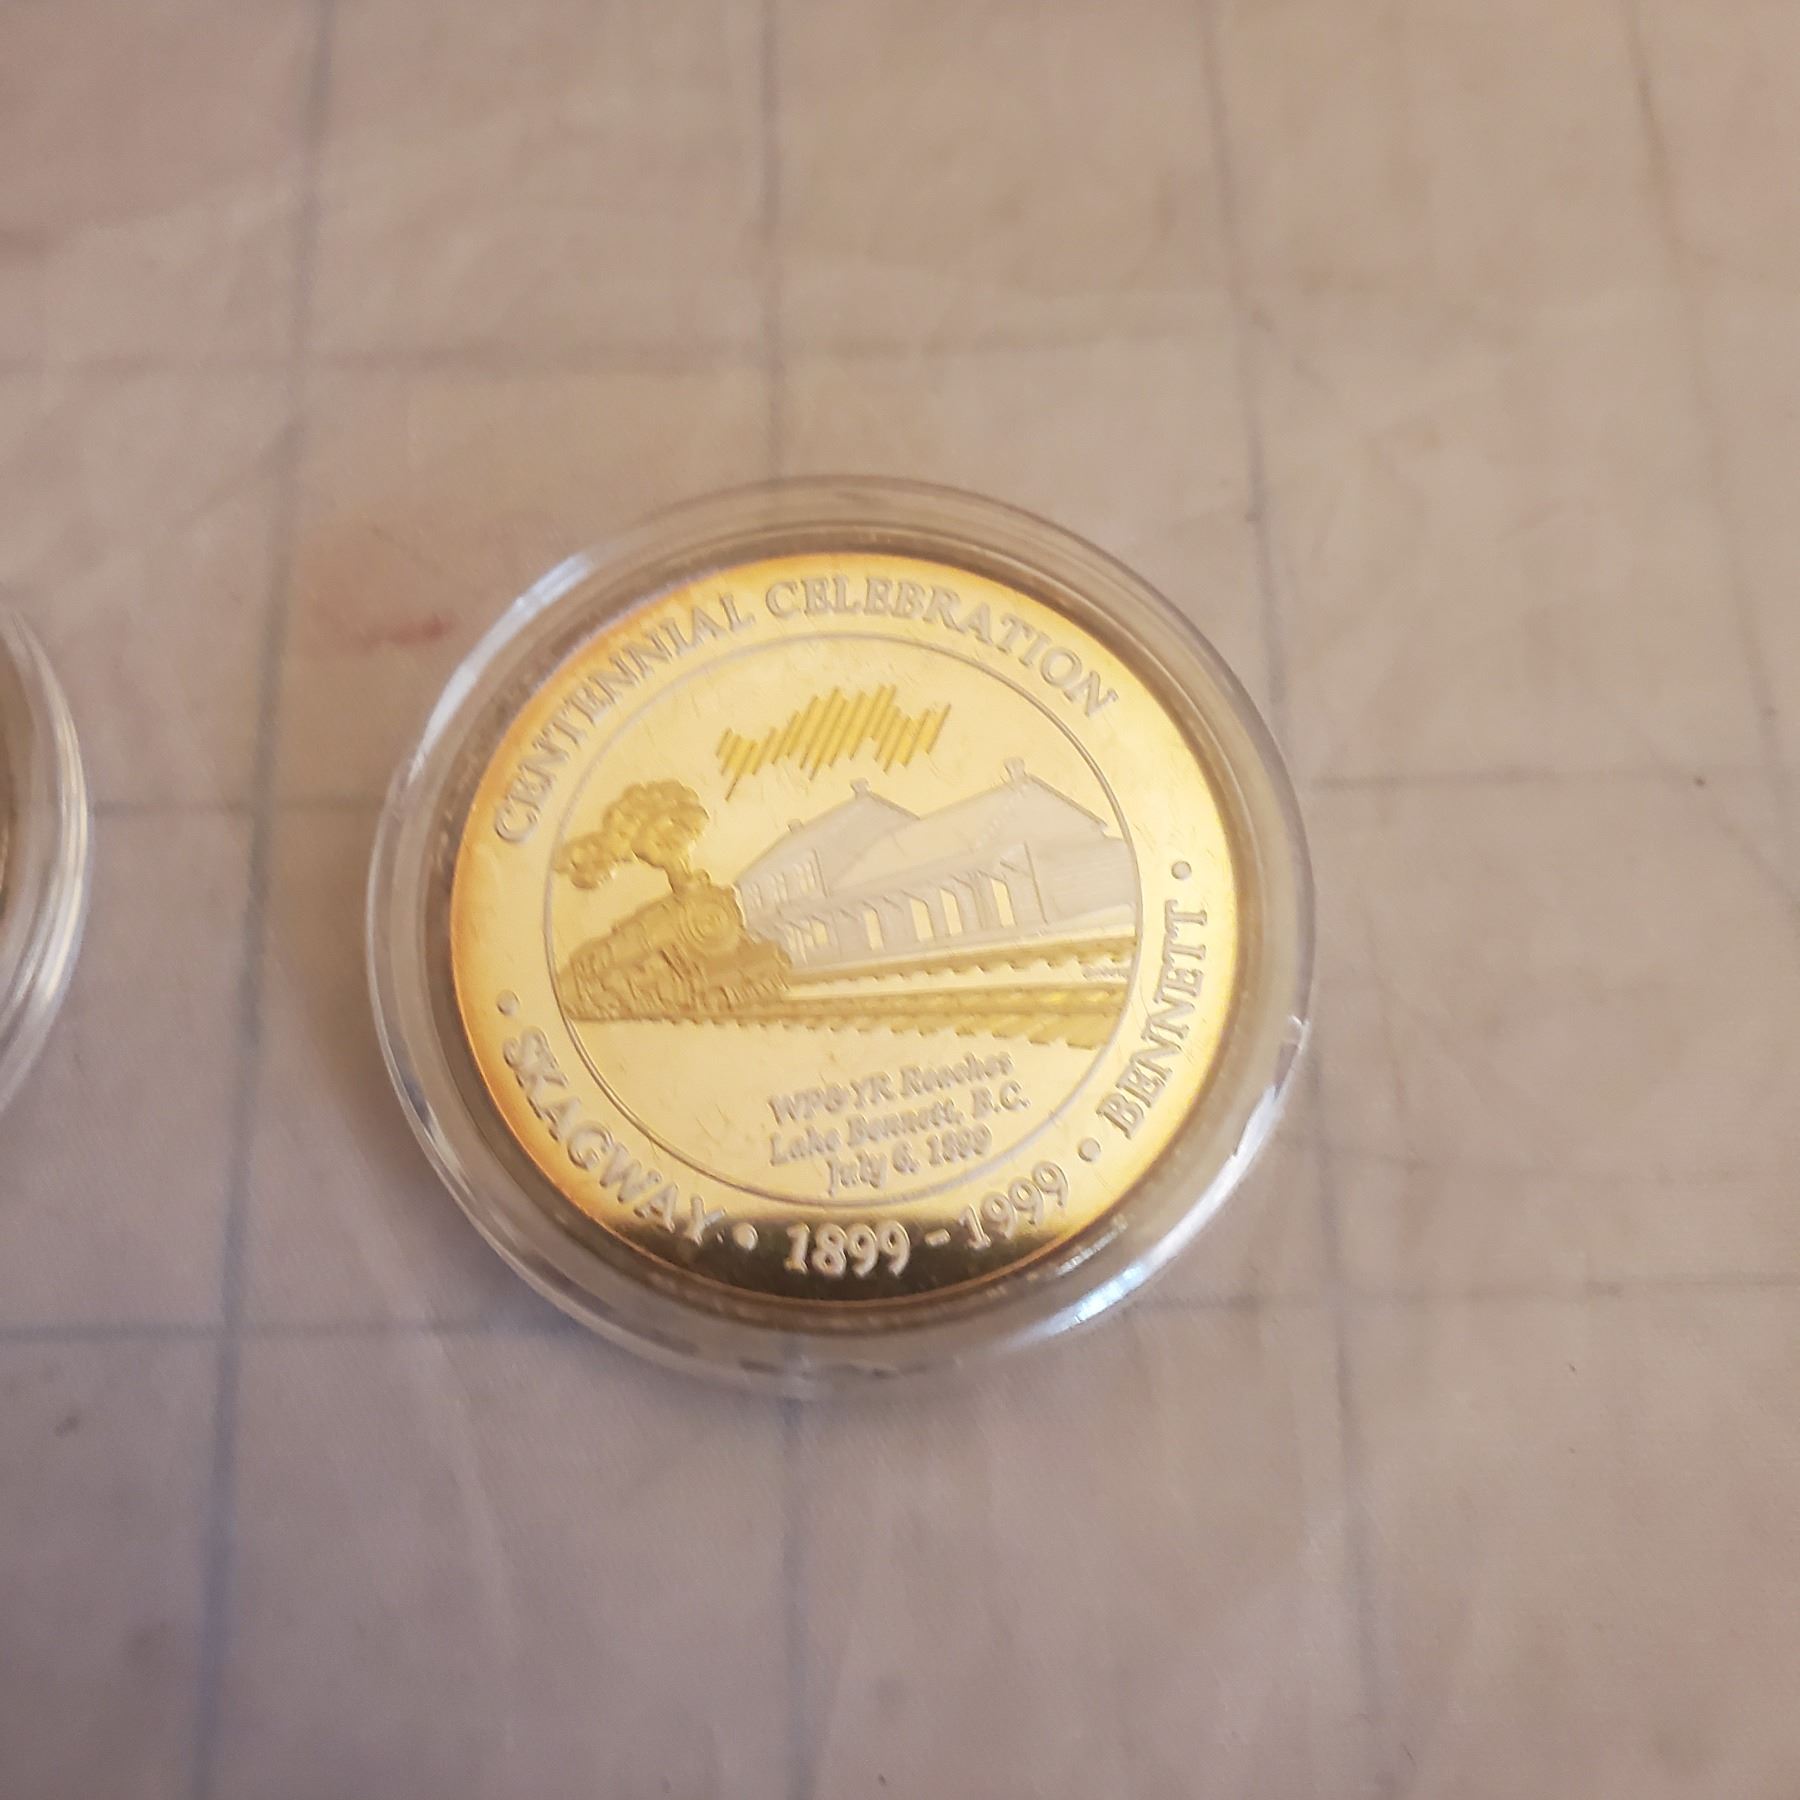 CENTENNIAL CELEBRATION
WP&YR Reaches
Lake Bennett, B.C.
July 6, 1899
• SKAGWAY • 1899 - 1999 • BENNETT •